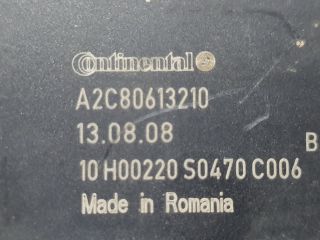 Continental
A2C80613210
13.08.08
10 H00220 S0470 C006
B
Made in Romania